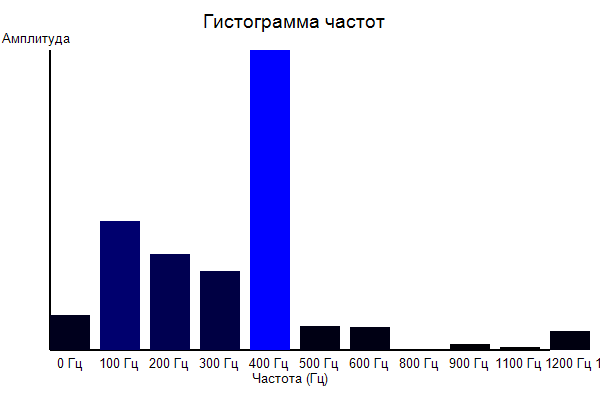 Гистограмма частот
Амплитуда
0 Гц 100 Гц 200 Гц 300 Гц 400 Гц 500 Гц 600 Гц 800 Гц 900 Гц 1100 Гц 1200 Гц 1
Частота (Гц)